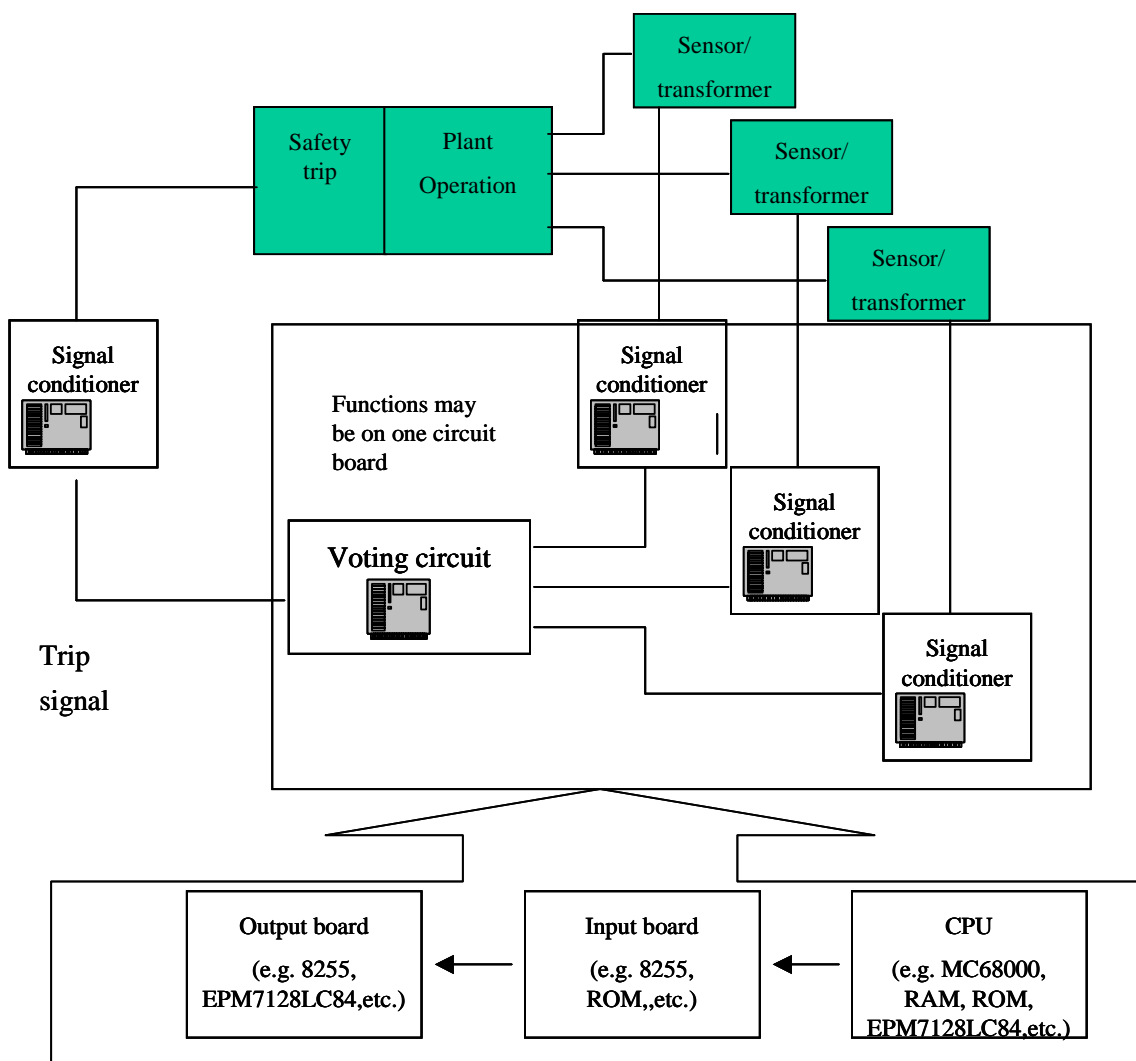 Sensor/
transformer
Safety
trip
Plant
Operation
Sensor/
transformer
Sensor/
transformer
Signal
conditioner
Signal
conditioner
Functions may
be on one circuit
board
Signal
conditioner
Voting circuit
Signal
conditioner
Trip
signal
Output board
(e.g. 8255,
EPM7128LC84,etc.)
Input board
(e.g. 8255,
ROM,,etc.)
CPU
(e.g. MC68000,
RAM, ROM,
EPM7128LC84,etc.)